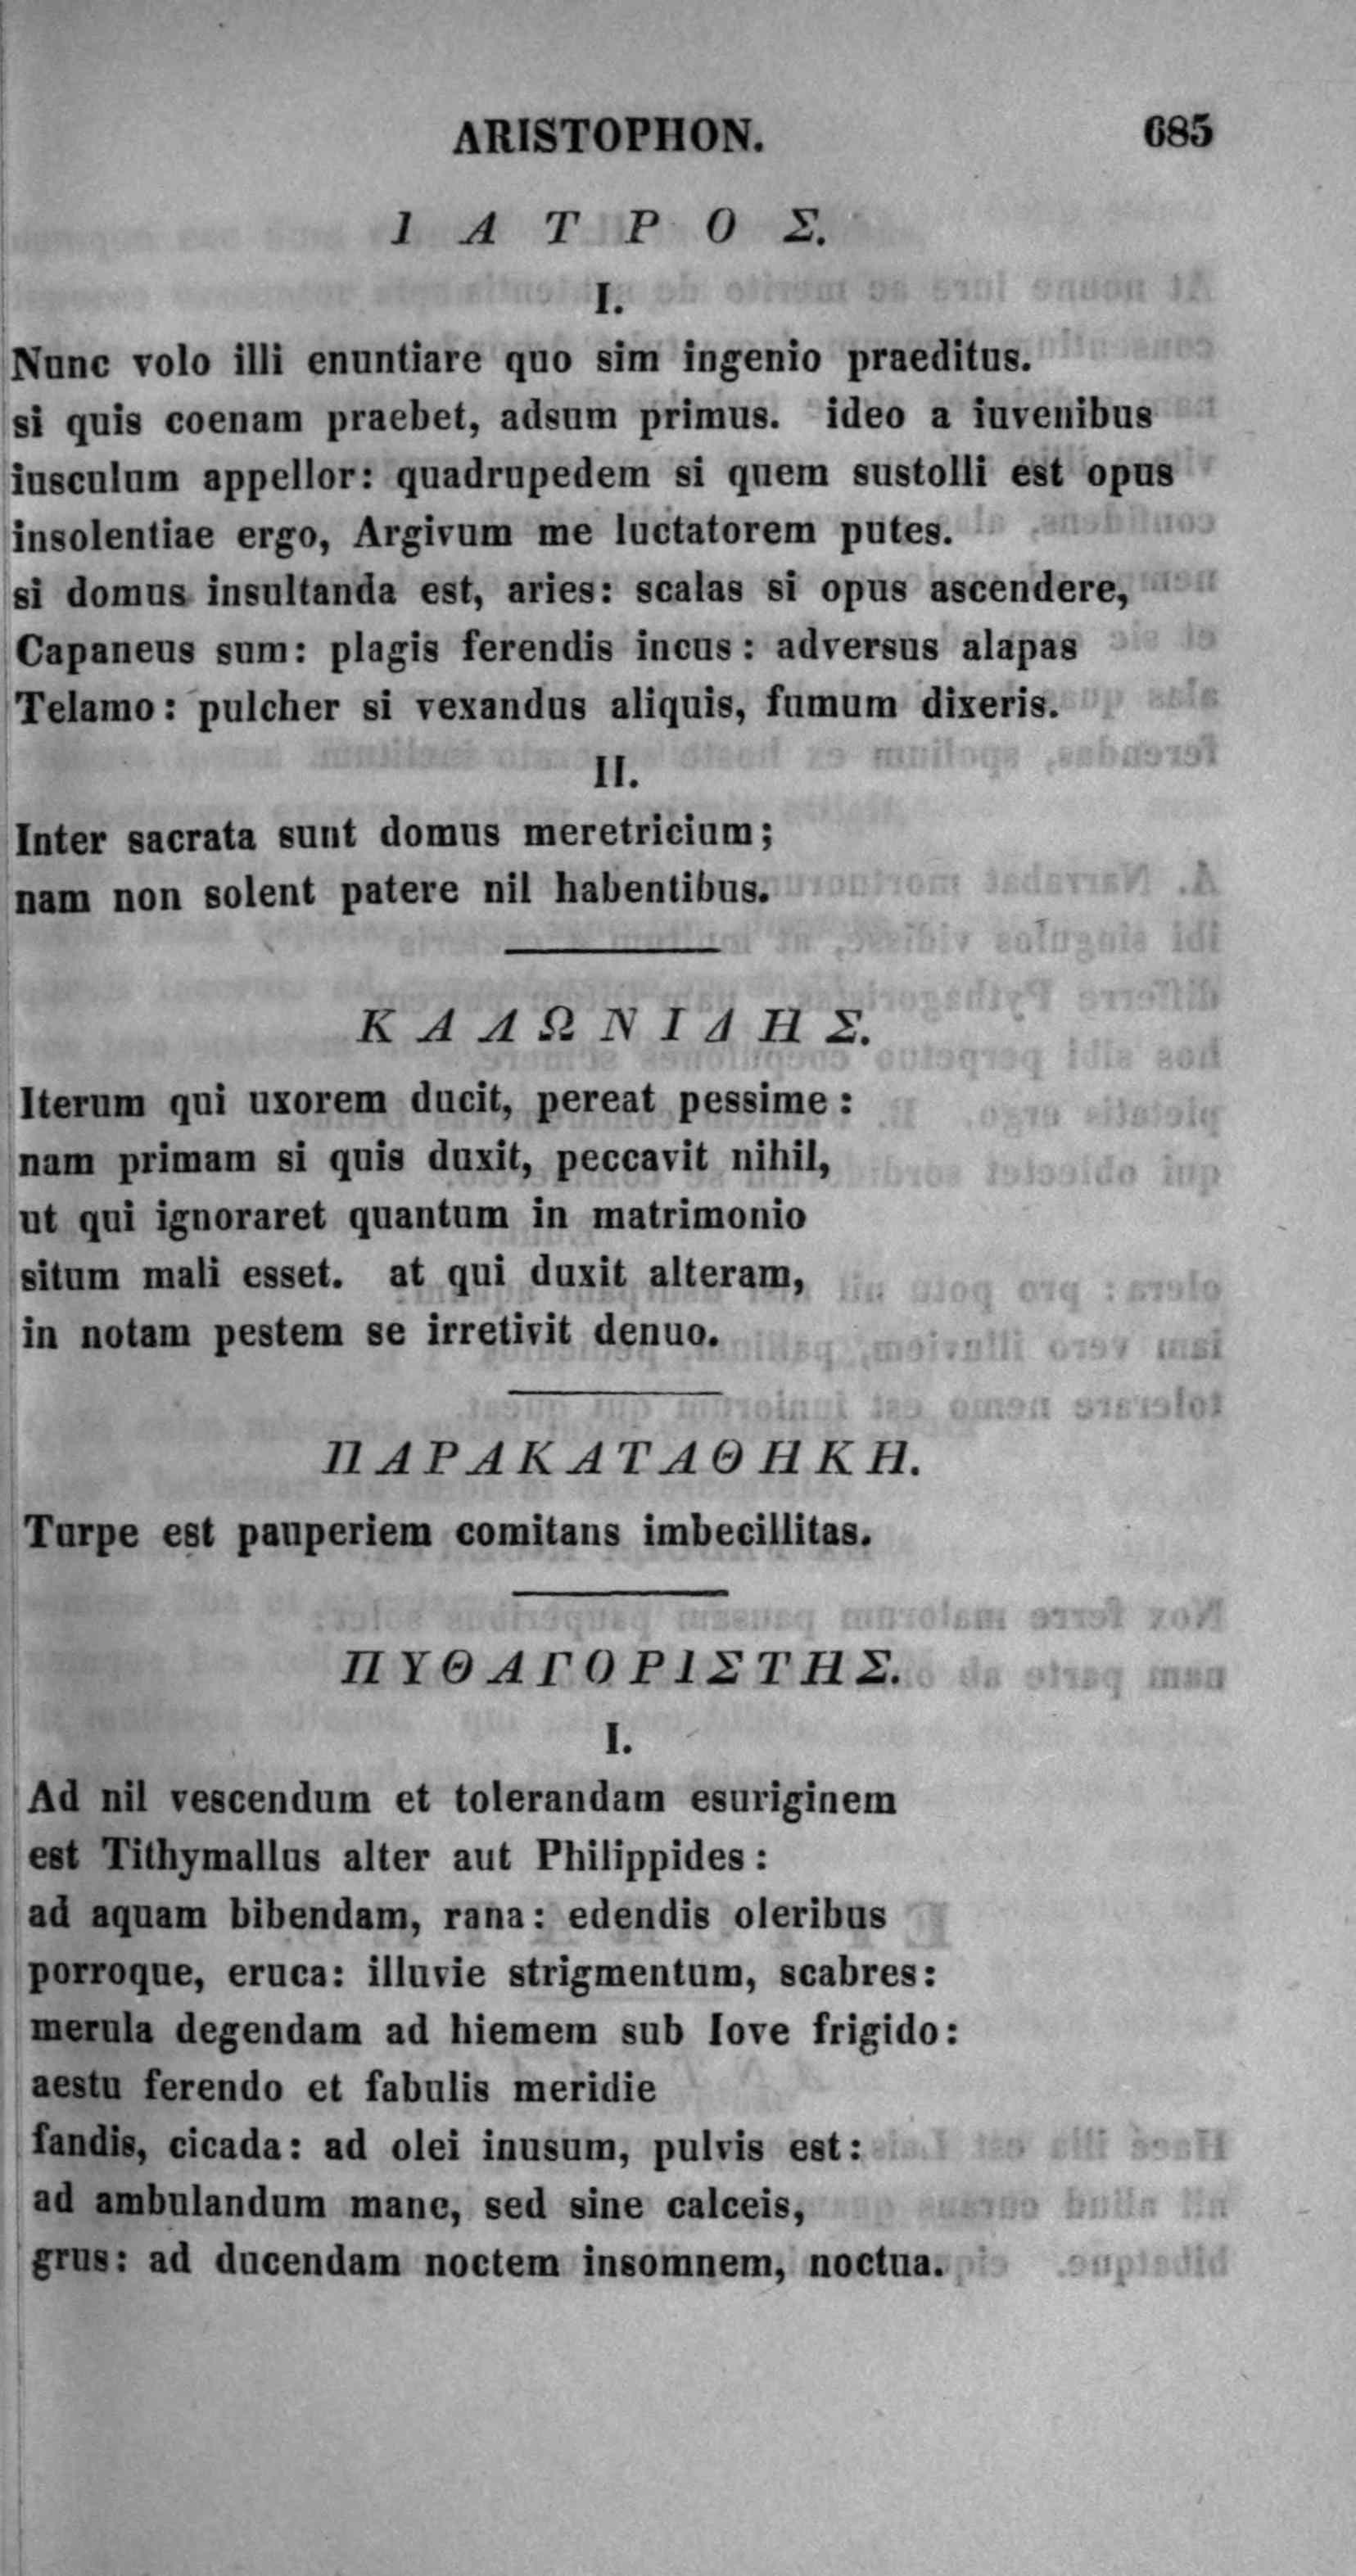 ARISTOPHON. 685
ΙΑΤΡΟΣ.
I.
Nunc volo illi enuntiare quo sim ingenio praeditus.
si quis coenam praebet, adsum primus. ideo a iuvenibus
iusculum appellor: quadrupedem si quem sustolli est opus
insolentiae ergo, Argivum me luctatorem putes.
si domus insultanda est, aries: scalas si opus ascendere,
Capaneus sum: plagis ferendis incus: adversus alapas
Telamo: pulcher si vexandus aliquis, fumum dixeris.
II.
Inter sacrata sunt domus meretricium;
nam non solent patere nil habentibus.
ΚΑΛΩΝΙΔΗΣ.
Iterum qui uxorem ducit, pereat pessime:
nam primam si quis duxit, peccavit nihil,
ut qui ignoraret quantum in matrimonio
situm mali esset. at qui duxit alteram,
in notam pestem se irretivit denuo.
ΠΑΡΑΚΑΤΑΘΗΚΗ.
Turpe est pauperiem comitans imbecillitas.
ΠΥΘΑΓΟΡΙΣΤΗΣ.
I.
Ad nil vescendum et tolerandam esuriginem
est Tithymallus alter aut Philippides:
ad aquam bibendam, rana: edendis oleribus
porroque, eruca: illuvie strigmentum, scabres:
merula degendam ad hiemem sub Iove frigido:
aestu ferendo et fabulis meridie
fandis, cicada: ad olei inusum, pulvis est:
ad ambulandum mane, sed sine calceis,
grus: ad ducendam noctem insomnem, noctua.